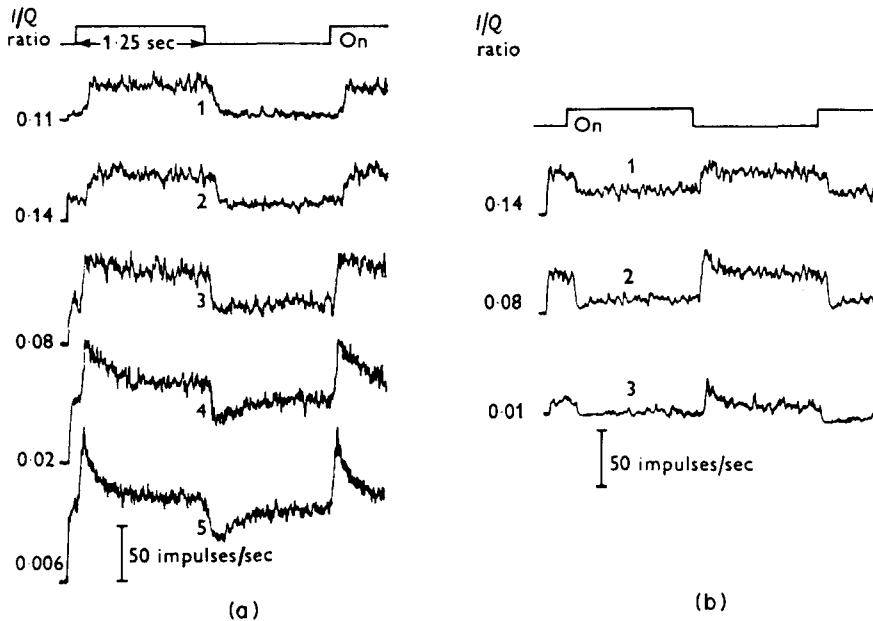 I/Q
ratio
1·25 sec
On
0·11
1
0·14
2
3
0·08
4
0·02
5
0·006
50 impulses/sec
(a)
I/Q
ratio
On
1
0·14
2
0·08
3
0·01
50 impulses/sec
(b)